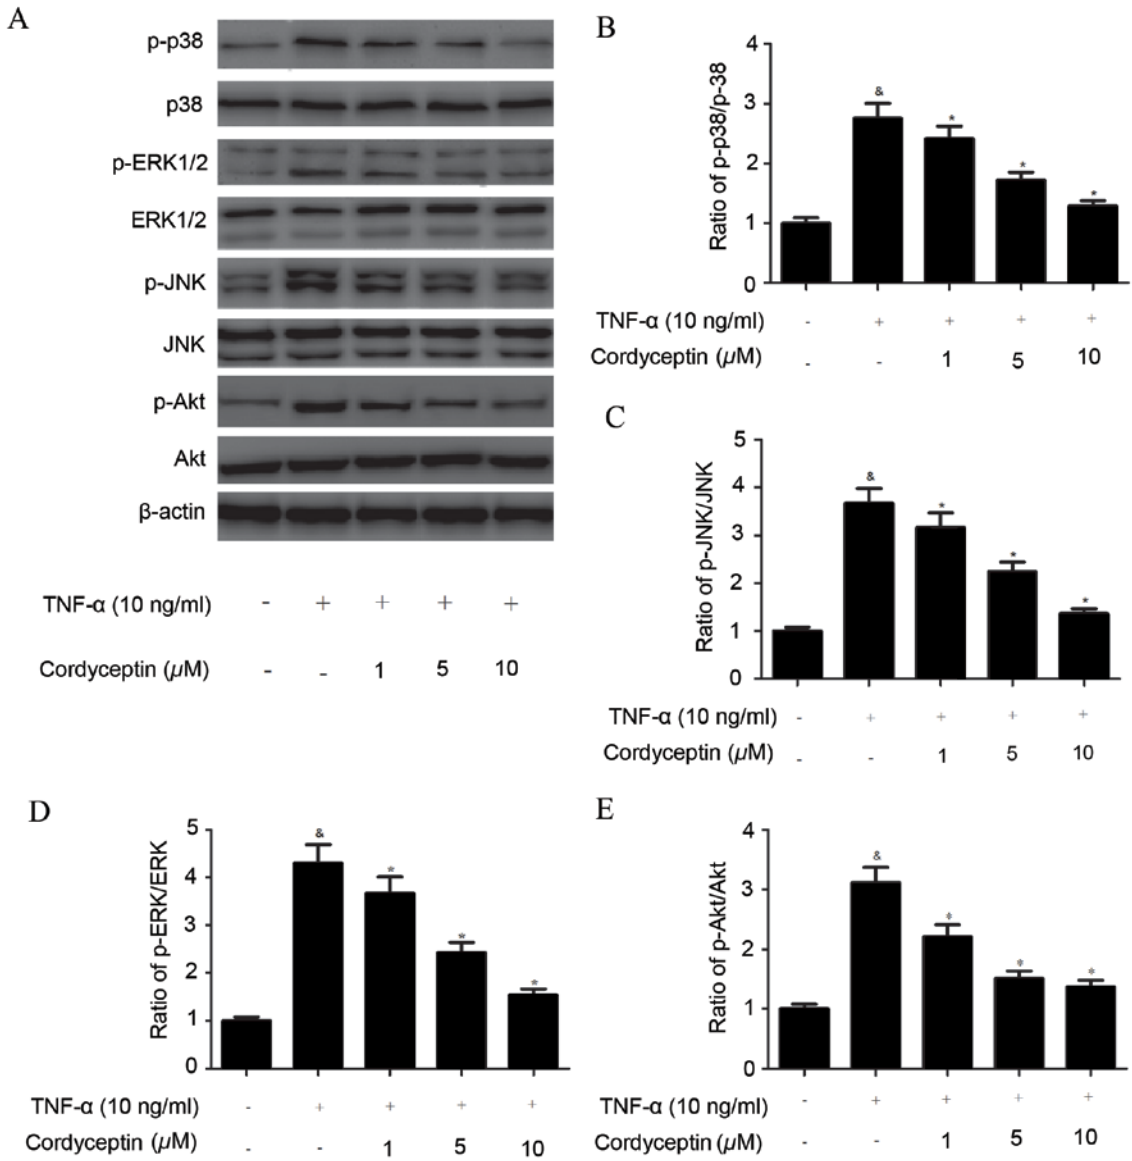 A
p-p38
p38
p-ERK1/2
ERK1/2
p-JNK
JNK
p-Akt
Akt
β-actin
TNF-α (10 ng/ml) - + + + +
Cordyceptin (µM) - - 1 5 10
B
Ratio of p-p38/p-38
4
3
2
1
0
& * * *
TNF-α (10 ng/ml) - + + + +
Cordyceptin (µM) - - 1 5 10
C
Ratio of p-JNK/JNK
5
4
3
2
1
0
& * * *
TNF-α (10 ng/ml) - + + + +
Cordyceptin (µM) - - 1 5 10
D
Ratio of p-ERK/ERK
5
4
3
2
1
0
& * * *
TNF-α (10 ng/ml) - + + + +
Cordyceptin (µM) - - 1 5 10
E
Ratio of p-Akt/Akt
4
3
2
1
0
& * * *
TNF-α (10 ng/ml) - + + + +
Cordyceptin (µM) - - 1 5 10